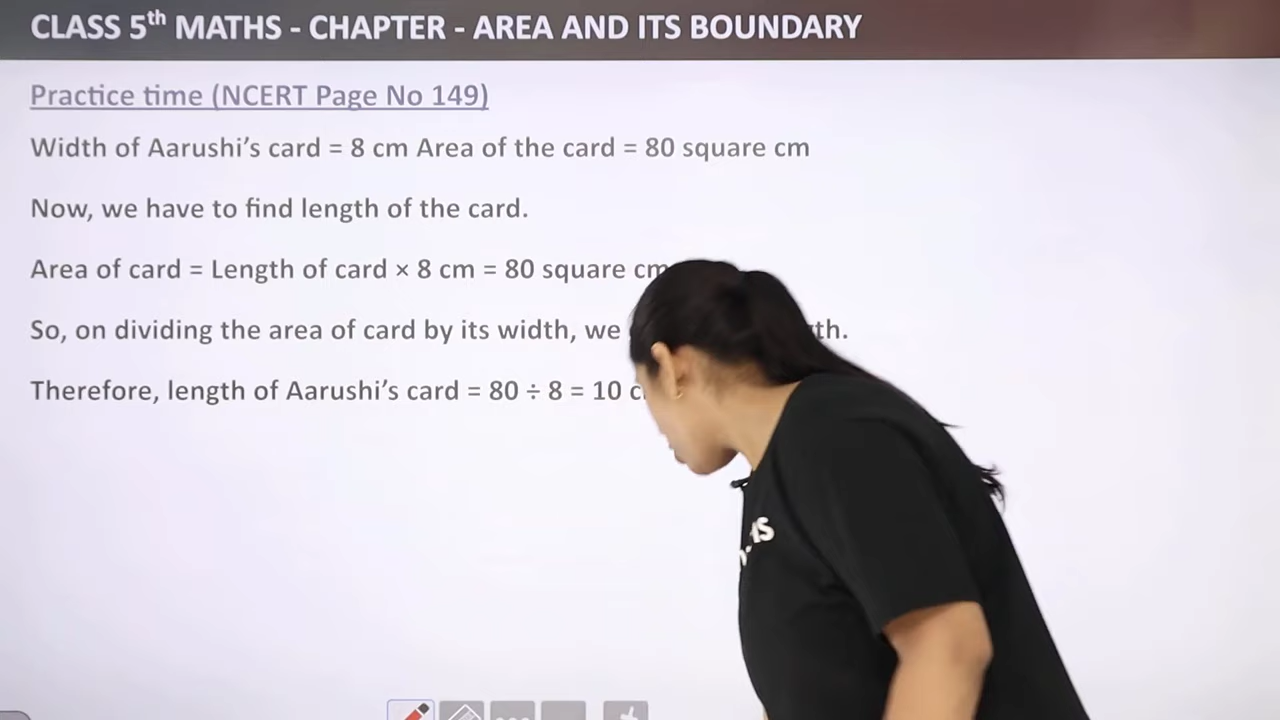 CLASS 5th MATHS - CHAPTER - AREA AND ITS BOUNDARY
Practice time (NCERT Page No 149)
Width of Aarushi's card = 8 cm Area of the card = 80 square cm
Now, we have to find length of the card.
Area of card = Length of card × 8 cm = 80 square cm
So, on dividing the area of card by its width, we
Therefore, length of Aarushi's card = 80 ÷ 8 = 10